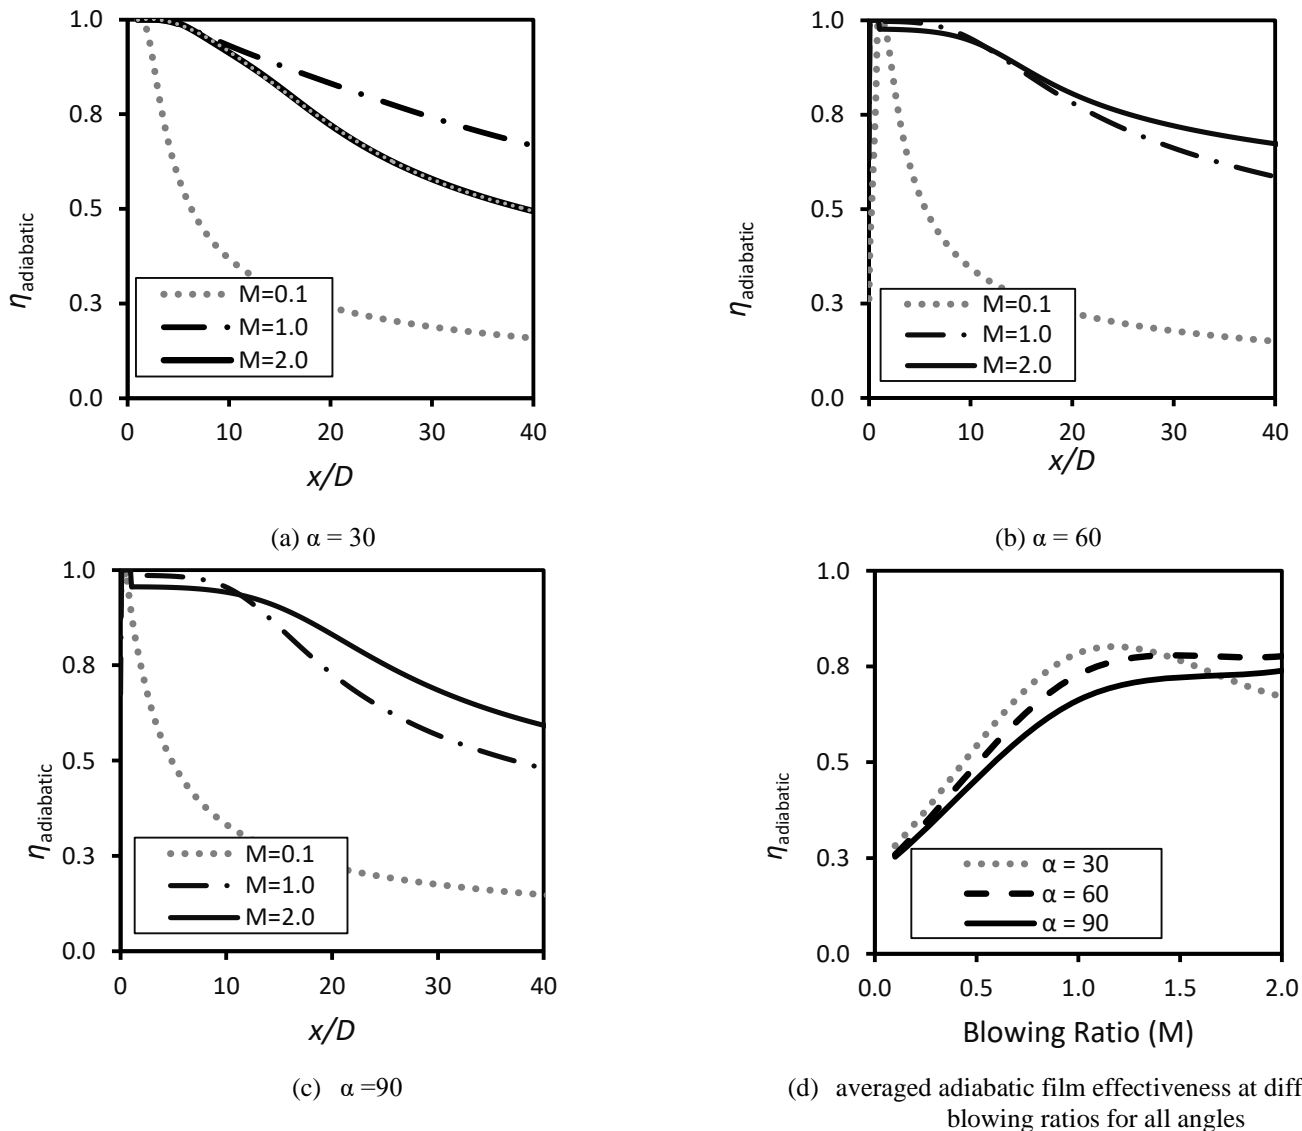 1.0
0.8
0.5
0.3
0.0
ηadiabatic
M=0.1
M=1.0
M=2.0
0 10 20 30 40
x/D
(a) α = 30
1.0
0.8
0.5
0.3
0.0
ηadiabatic
M=0.1
M=1.0
M=2.0
0 10 20 30 40
x/D
(b) α = 60
1.0
0.8
0.5
0.3
0.0
ηadiabatic
M=0.1
M=1.0
M=2.0
0 10 20 30 40
x/D
(c) α =90
1.0
0.8
0.5
0.3
0.0
ηadiabatic
α = 30
α = 60
α = 90
0.0 0.5 1.0 1.5 2.0
Blowing Ratio (M)
(d) averaged adiabatic film effectiveness at diff
blowing ratios for all angles